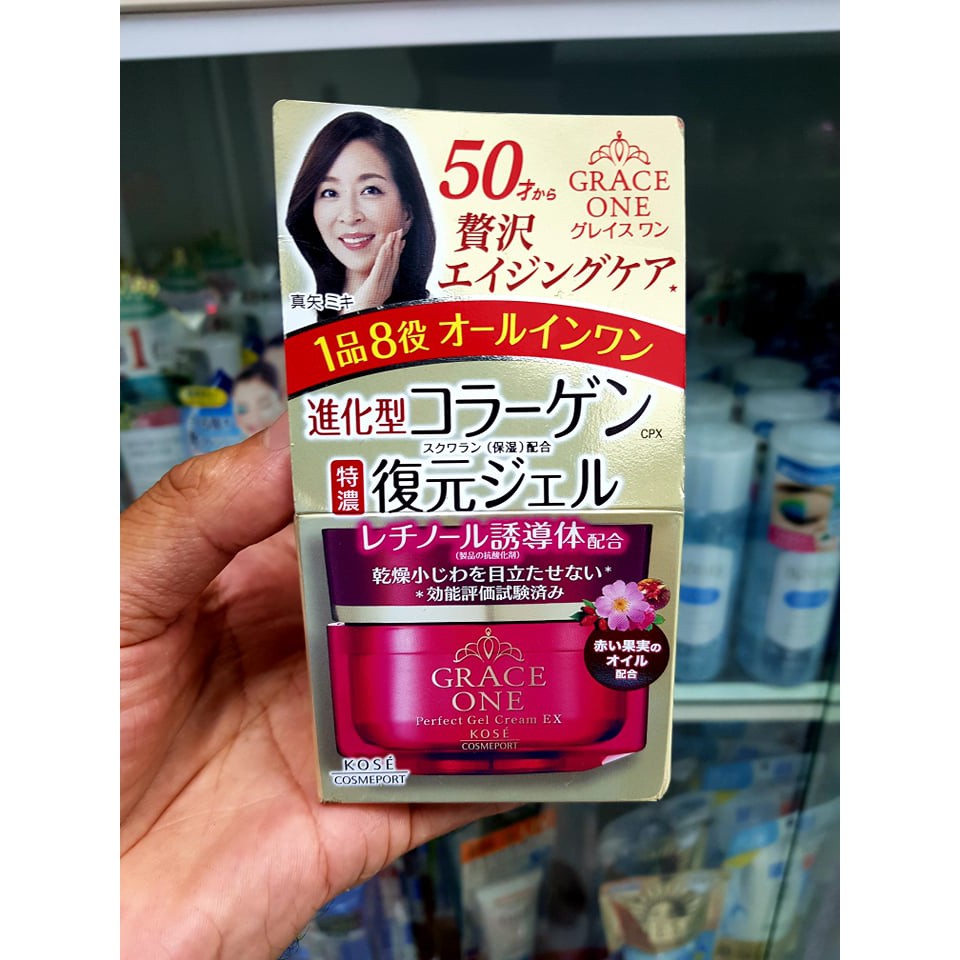 50才から
贅沢
エイジングケア★
GRACE
ONE
グレイス ワン
真矢ミキ
1品8役 オールインワン
進化型コラーゲン CPX
スクワラン(保湿)配合
特濃 復元ジェル
レチノール誘導体配合
(製品の抗酸化剤)
乾燥小じわを目立たせない*
*効能評価試験済み
赤い果実の
オイル
配合
GRACE
ONE
Perfect Gel Cream EX
KOSÉ
COSMEPORT
KOSÉ
COSMEPORT